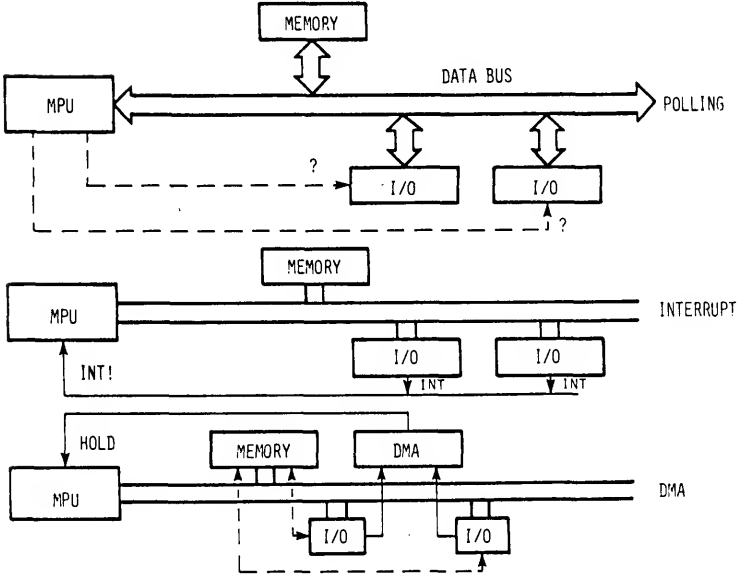 MEMORY
DATA BUS
MPU
POLLING
?
I/O
I/O
?
MEMORY
MPU
INTERRUPT
I/O
I/O
INT!
INT
INT
HOLD
MEMORY
DMA
MPU
DMA
I/O
I/O